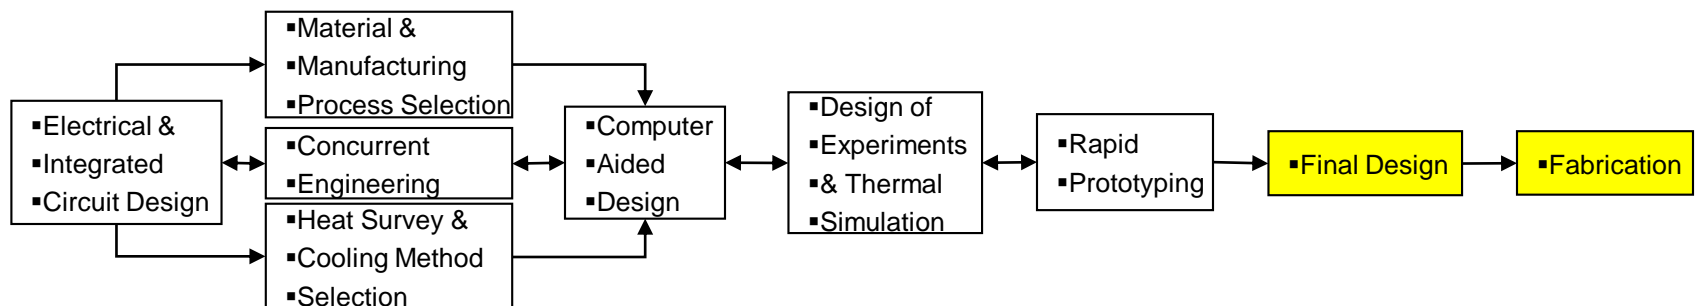 ▪Electrical &
▪Integrated
▪Circuit Design
▪Material &
▪Manufacturing
▪Process Selection
▪Concurrent
▪Engineering
▪Heat Survey &
▪Cooling Method
▪Selection
▪Computer
▪Aided
▪Design
▪Design of
▪Experiments
▪& Thermal
▪Simulation
▪Rapid
▪Prototyping
▪Final Design
▪Fabrication